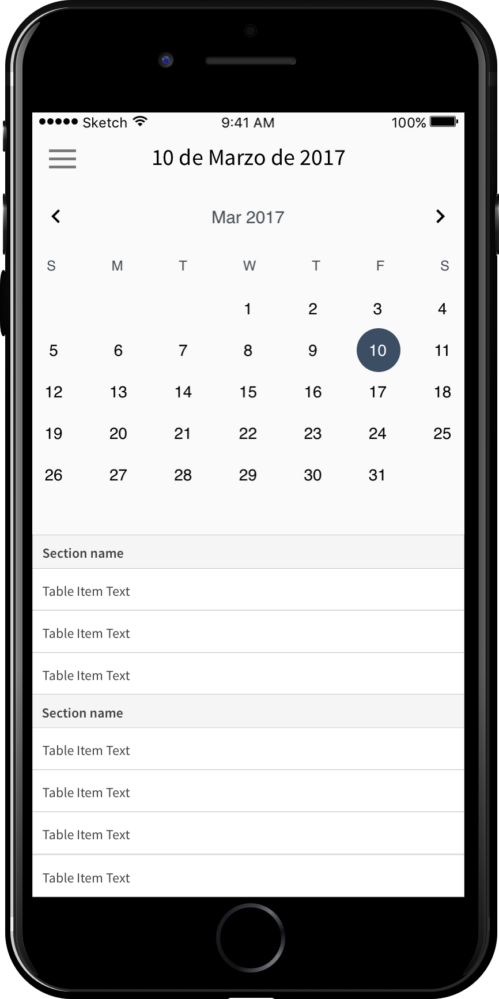 Sketch 9:41 AM 100%
10 de Marzo de 2017
Mar 2017
S M T W T F S
1 2 3 4
5 6 7 8 9 10 11
12 13 14 15 16 17 18
19 20 21 22 23 24 25
26 27 28 29 30 31
Section name
Table Item Text
Table Item Text
Table Item Text
Section name
Table Item Text
Table Item Text
Table Item Text
Table Item Text